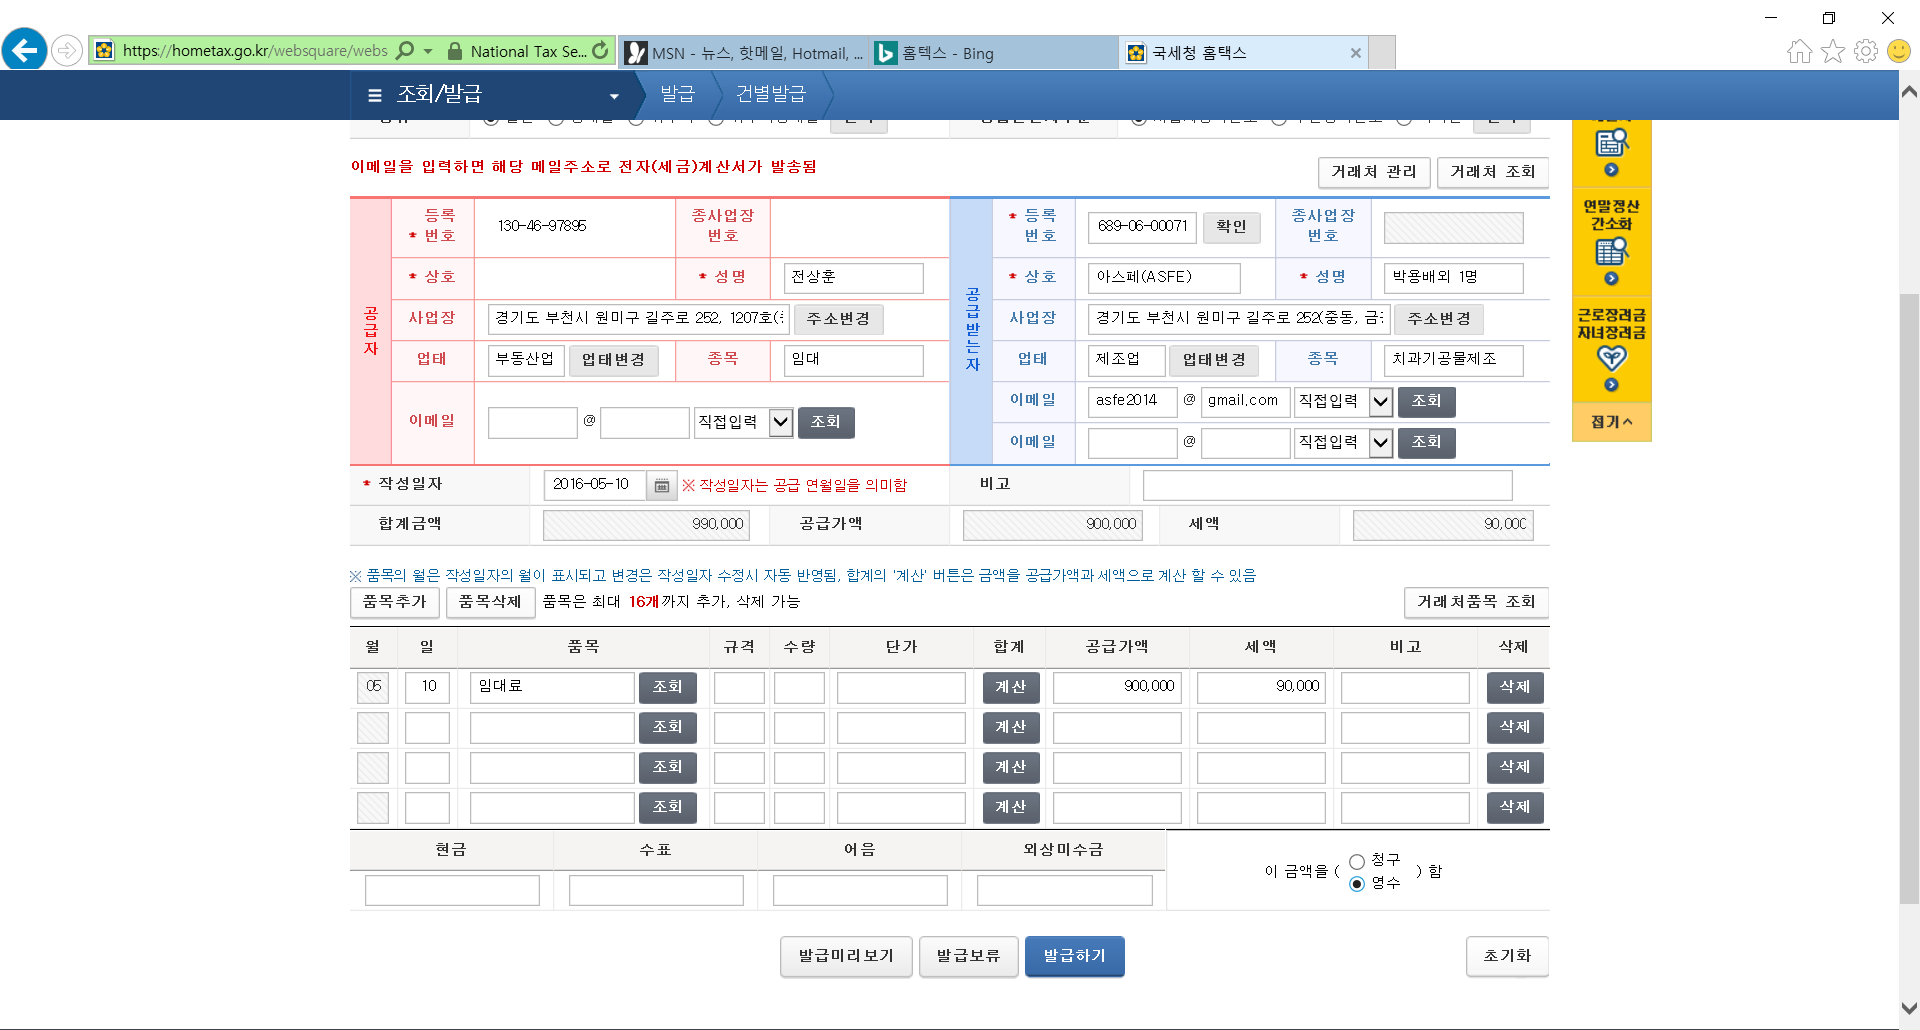 https://hometax.go.kr/websquare/webs
National Tax Se...
MSN - 뉴스, 핫메일, Hotmail, ...
홈텍스 - Bing
국세청 홈택스
조회/발급
발급
건별발급
이메일을 입력하면 해당 메일주소로 전자(세금)계산서가 발송됨
거래처 관리
거래처 조회
연말정산
간소화
근로장려금
자녀장려금
접기
공급자
* 등록번호
130-46-97895
종사업장 번호
* 상호
* 성명
전상훈
사업장
경기도 부천시 원미구 길주로 252, 1207호(
주소변경
업태
부동산업
업태변경
종목
임대
이메일
@
직접입력
조회
공급받는자
* 등록번호
689-06-00071
확인
종사업장 번호
* 상호
아스페(ASFE)
* 성명
박용배외 1명
사업장
경기도 부천시 원미구 길주로 252(중동, 금
주소변경
업태
제조업
업태변경
종목
치과기공물제조
이메일
asfe2014 @ gmail.com
직접입력
조회
이메일
@
직접입력
조회
* 작성일자
2016-05-10
※ 작성일자는 공급 연월일을 의미함
비고
합계금액
990,000
공급가액
900,000
세액
90,000
※ 품목의 월은 작성일자의 월이 표시되고 변경은 작성일자 수정시 자동 반영됨, 합계의 '계산' 버튼은 금액을 공급가액과 세액으로 계산 할 수 있음
품목추가
품목삭제
품목은 최대 16개까지 추가, 삭제 가능
거래처품목 조회
월 일 품목 규격 수량 단가 합계 공급가액 세액 비고 삭제
05 10 임대료 조회 계산 900,000 90,000 삭제
조회 계산 삭제
조회 계산 삭제
조회 계산 삭제
현금 수표 어음 외상미수금
이 금액을 ( 청구 영수 ) 함
발급미리보기
발급보류
발급하기
초기화